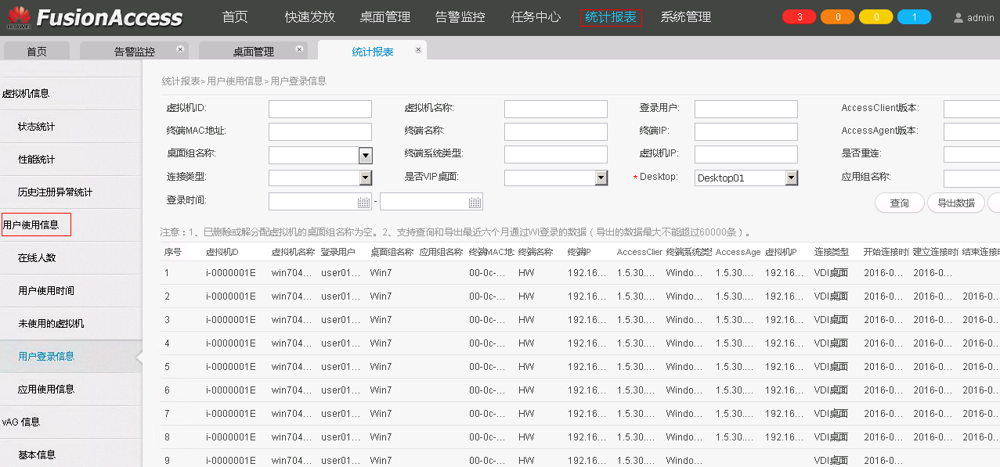 HUAWEI FusionAccess 首页 快速发放 桌面管理 告警监控 任务中心 统计报表 系统管理 3 0 0 1 admin
首页 告警监控 桌面管理 统计报表
统计报表 > 用户使用信息 > 用户登录信息
虚拟机信息
状态统计
性能统计
历史注册异常统计
用户使用信息
在线人数
用户使用时间
未使用的虚拟机
用户登录信息
应用使用信息
vAG 信息
基本信息
虚拟机ID: 虚拟机名称: 登录用户: AccessClient版本:
终端MAC地址: 终端名称: 终端IP: AccessAgent版本:
桌面组名称: 终端系统类型: 虚拟机IP: 是否重连:
连接类型: 是否VIP桌面: * Desktop: Desktop01 应用组名称:
登录时间: -
查询 导出数据
注意：1、已删除或解分配虚拟机的桌面组名称为空。2、支持查询和导出最近六个月通过WI登录的数据（导出的数据最大不能超过60000条）。
序号 虚拟机ID 虚拟机名称 登录用户 桌面组名称 应用组名称 终端MAC地 终端名称 终端IP AccessClier 终端系统类 AccessAge 虚拟机IP 连接类型 开始连接时 建立连接时 结束连接
1 i-0000001E win704... user01... Win7 00-0c-... HW 192.16... 1.5.30.... Windo... 1.5.30.... 192.16... VDI桌面 2016-0... 2016-0...
2 i-0000001E win704... user01... Win7 00-0c-... HW 192.16... 1.5.30.... Windo... 1.5.30.... 192.16... VDI桌面 2016-0... 2016-0... 2016-0..
3 i-0000001E win704... user01... Win7 00-0c-... HW 192.16... 1.5.30.... Windo... 1.5.30.... 192.16... VDI桌面 2016-0... 2016-0... 2016-0..
4 i-0000001E win704... user01... Win7 00-0c-... HW 192.16... 1.5.30.... Windo... 1.5.30.... 192.16... VDI桌面 2016-0... 2016-0... 2016-0..
5 i-0000001E win704... user01... Win7 00-0c-... HW 192.16... 1.5.30.... Windo... 1.5.30.... 192.16... VDI桌面 2016-0... 2016-0... 2016-0..
6 i-0000001E win704... user01... Win7 00-0c-... HW 192.16... 1.5.30.... Windo... 1.5.30.... 192.16... VDI桌面 2016-0... 2016-0... 2016-0..
7 i-0000001E win704... user01... Win7 00-0c-... HW 192.16... 1.5.30.... Windo... 1.5.30.... 192.16... VDI桌面 2016-0... 2016-0... 2016-0..
8 i-0000001E win704... user01... Win7 00-0c-... HW 192.16... 1.5.30.... Windo... 1.5.30.... 192.16... VDI桌面 2016-0... 2016-0... 2016-0..
9 i-0000001E win704... user01... Win7 Windo... VDI桌面 2016-0...